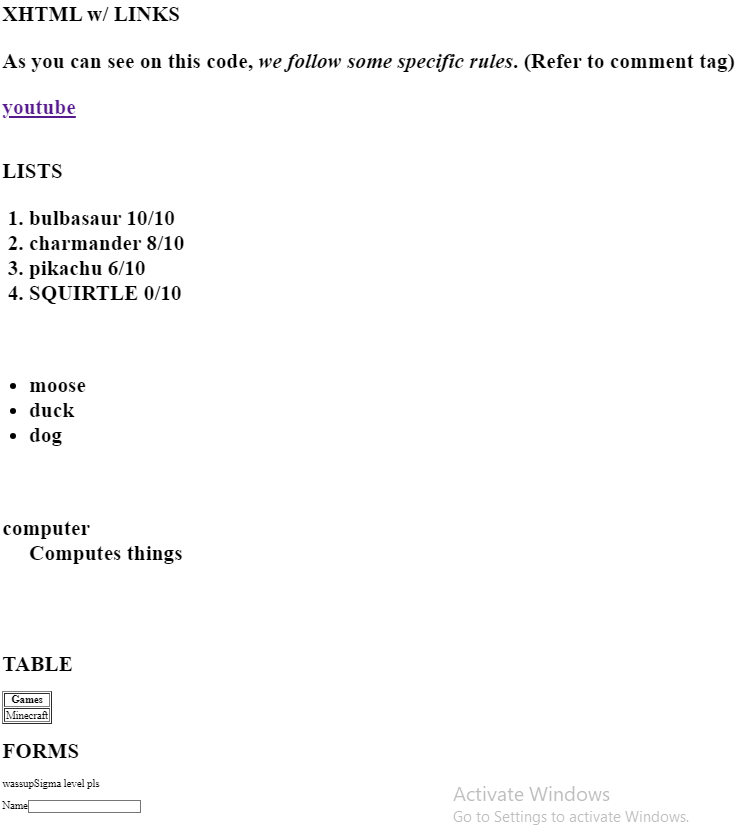 XHTML w/ LINKS
As you can see on this code, we follow some specific rules. (Refer to comment tag)
youtube
LISTS
1. bulbasaur 10/10
2. charmander 8/10
3. pikachu 6/10
4. SQUIRTLE 0/10
• moose
• duck
• dog
computer
Computes things
TABLE
Games
Minecraft
FORMS
wassupSigma level pls
Name
Activate Windows
Go to Settings to activate Windows.